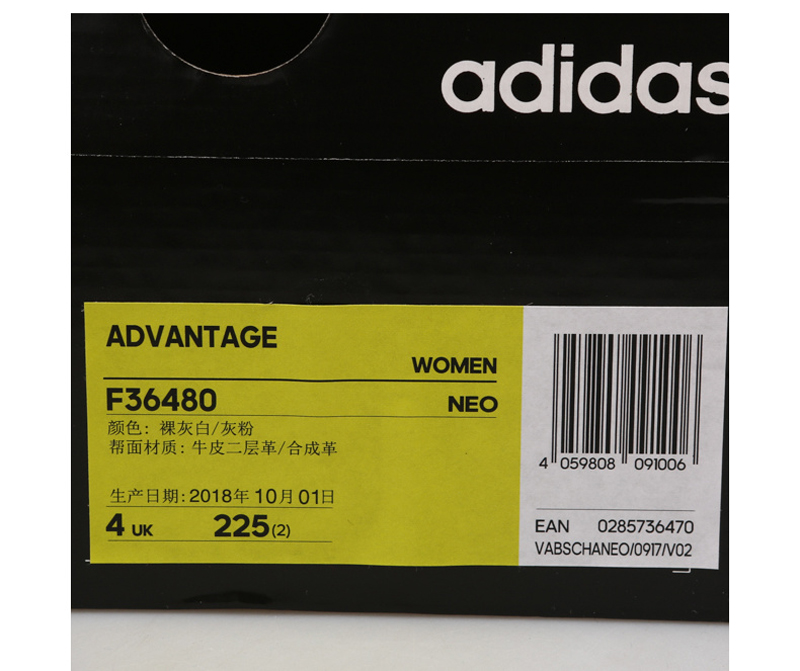 adidas
ADVANTAGE
WOMEN
F36480
NEO
颜色: 裸灰白/灰粉
帮面材质: 牛皮二层革/合成革
生产日期: 2018年 10月 01日
4 UK 225(2)
4 059808 091006
EAN 0285736470
VABSCHANEO/0917/V02